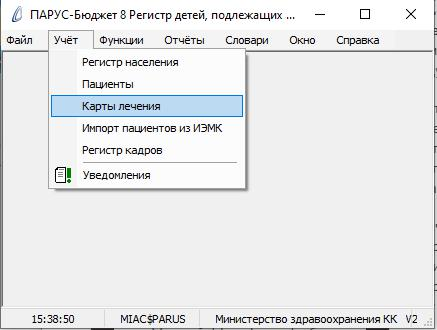 ПАРУС-Бюджет 8 Регистр детей, подлежащих ...
Файл Учёт Функции Отчёты Словари Окно Справка
Регистр населения
Пациенты
Карты лечения
Импорт пациентов из ИЭМК
Регистр кадров
Уведомления
15:38:50 MIAC$PARUS Министерство здравоохранения КК V2